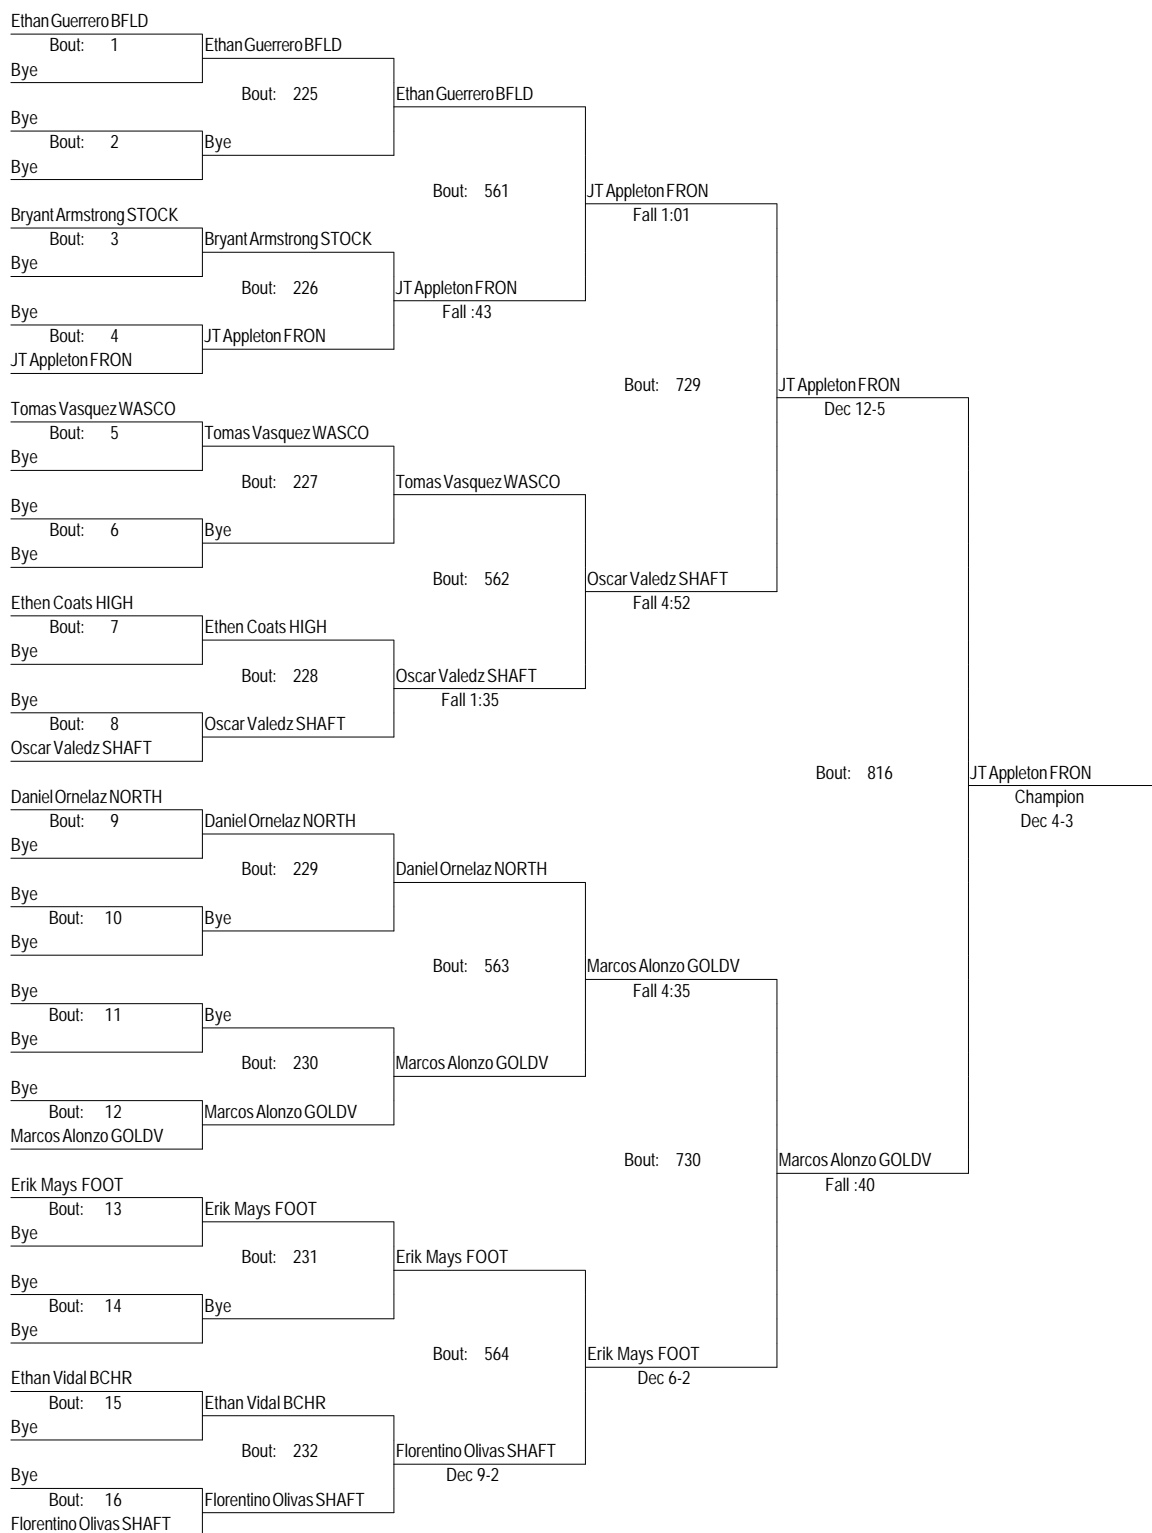 Ethan Guerrero BFLD
Bout: 1
Ethan Guerrero BFLD
Bye
Bout: 225
Ethan Guerrero BFLD
Bye
Bout: 2
Bye
Bye
Bout: 561
JT Appleton FRON
Fall 1:01
Bryant Armstrong STOCK
Bout: 3
Bryant Armstrong STOCK
Bye
Bout: 226
JT Appleton FRON
Fall :43
Bye
Bout: 4
JT Appleton FRON
JT Appleton FRON
Bout: 729
JT Appleton FRON
Dec 12-5
Tomas Vasquez WASCO
Bout: 5
Tomas Vasquez WASCO
Bye
Bout: 227
Tomas Vasquez WASCO
Bye
Bout: 6
Bye
Bye
Bout: 562
Oscar Valedz SHAFT
Fall 4:52
Ethen Coats HIGH
Bout: 7
Ethen Coats HIGH
Bye
Bout: 228
Oscar Valedz SHAFT
Fall 1:35
Bye
Bout: 8
Oscar Valedz SHAFT
Oscar Valedz SHAFT
Bout: 816
JT Appleton FRON
Champion
Dec 4-3
Daniel Ornelaz NORTH
Bout: 9
Daniel Ornelaz NORTH
Bye
Bout: 229
Daniel Ornelaz NORTH
Bye
Bout: 10
Bye
Bye
Bout: 563
Marcos Alonzo GOLDV
Fall 4:35
Bye
Bout: 11
Bye
Bye
Bout: 230
Marcos Alonzo GOLDV
Bye
Bout: 12
Marcos Alonzo GOLDV
Marcos Alonzo GOLDV
Bout: 730
Marcos Alonzo GOLDV
Fall :40
Erik Mays FOOT
Bout: 13
Erik Mays FOOT
Bye
Bout: 231
Erik Mays FOOT
Bye
Bout: 14
Bye
Bye
Bout: 564
Erik Mays FOOT
Dec 6-2
Ethan Vidal BCHR
Bout: 15
Ethan Vidal BCHR
Bye
Bout: 232
Florentino Olivas SHAFT
Dec 9-2
Bye
Bout: 16
Florentino Olivas SHAFT
Florentino Olivas SHAFT